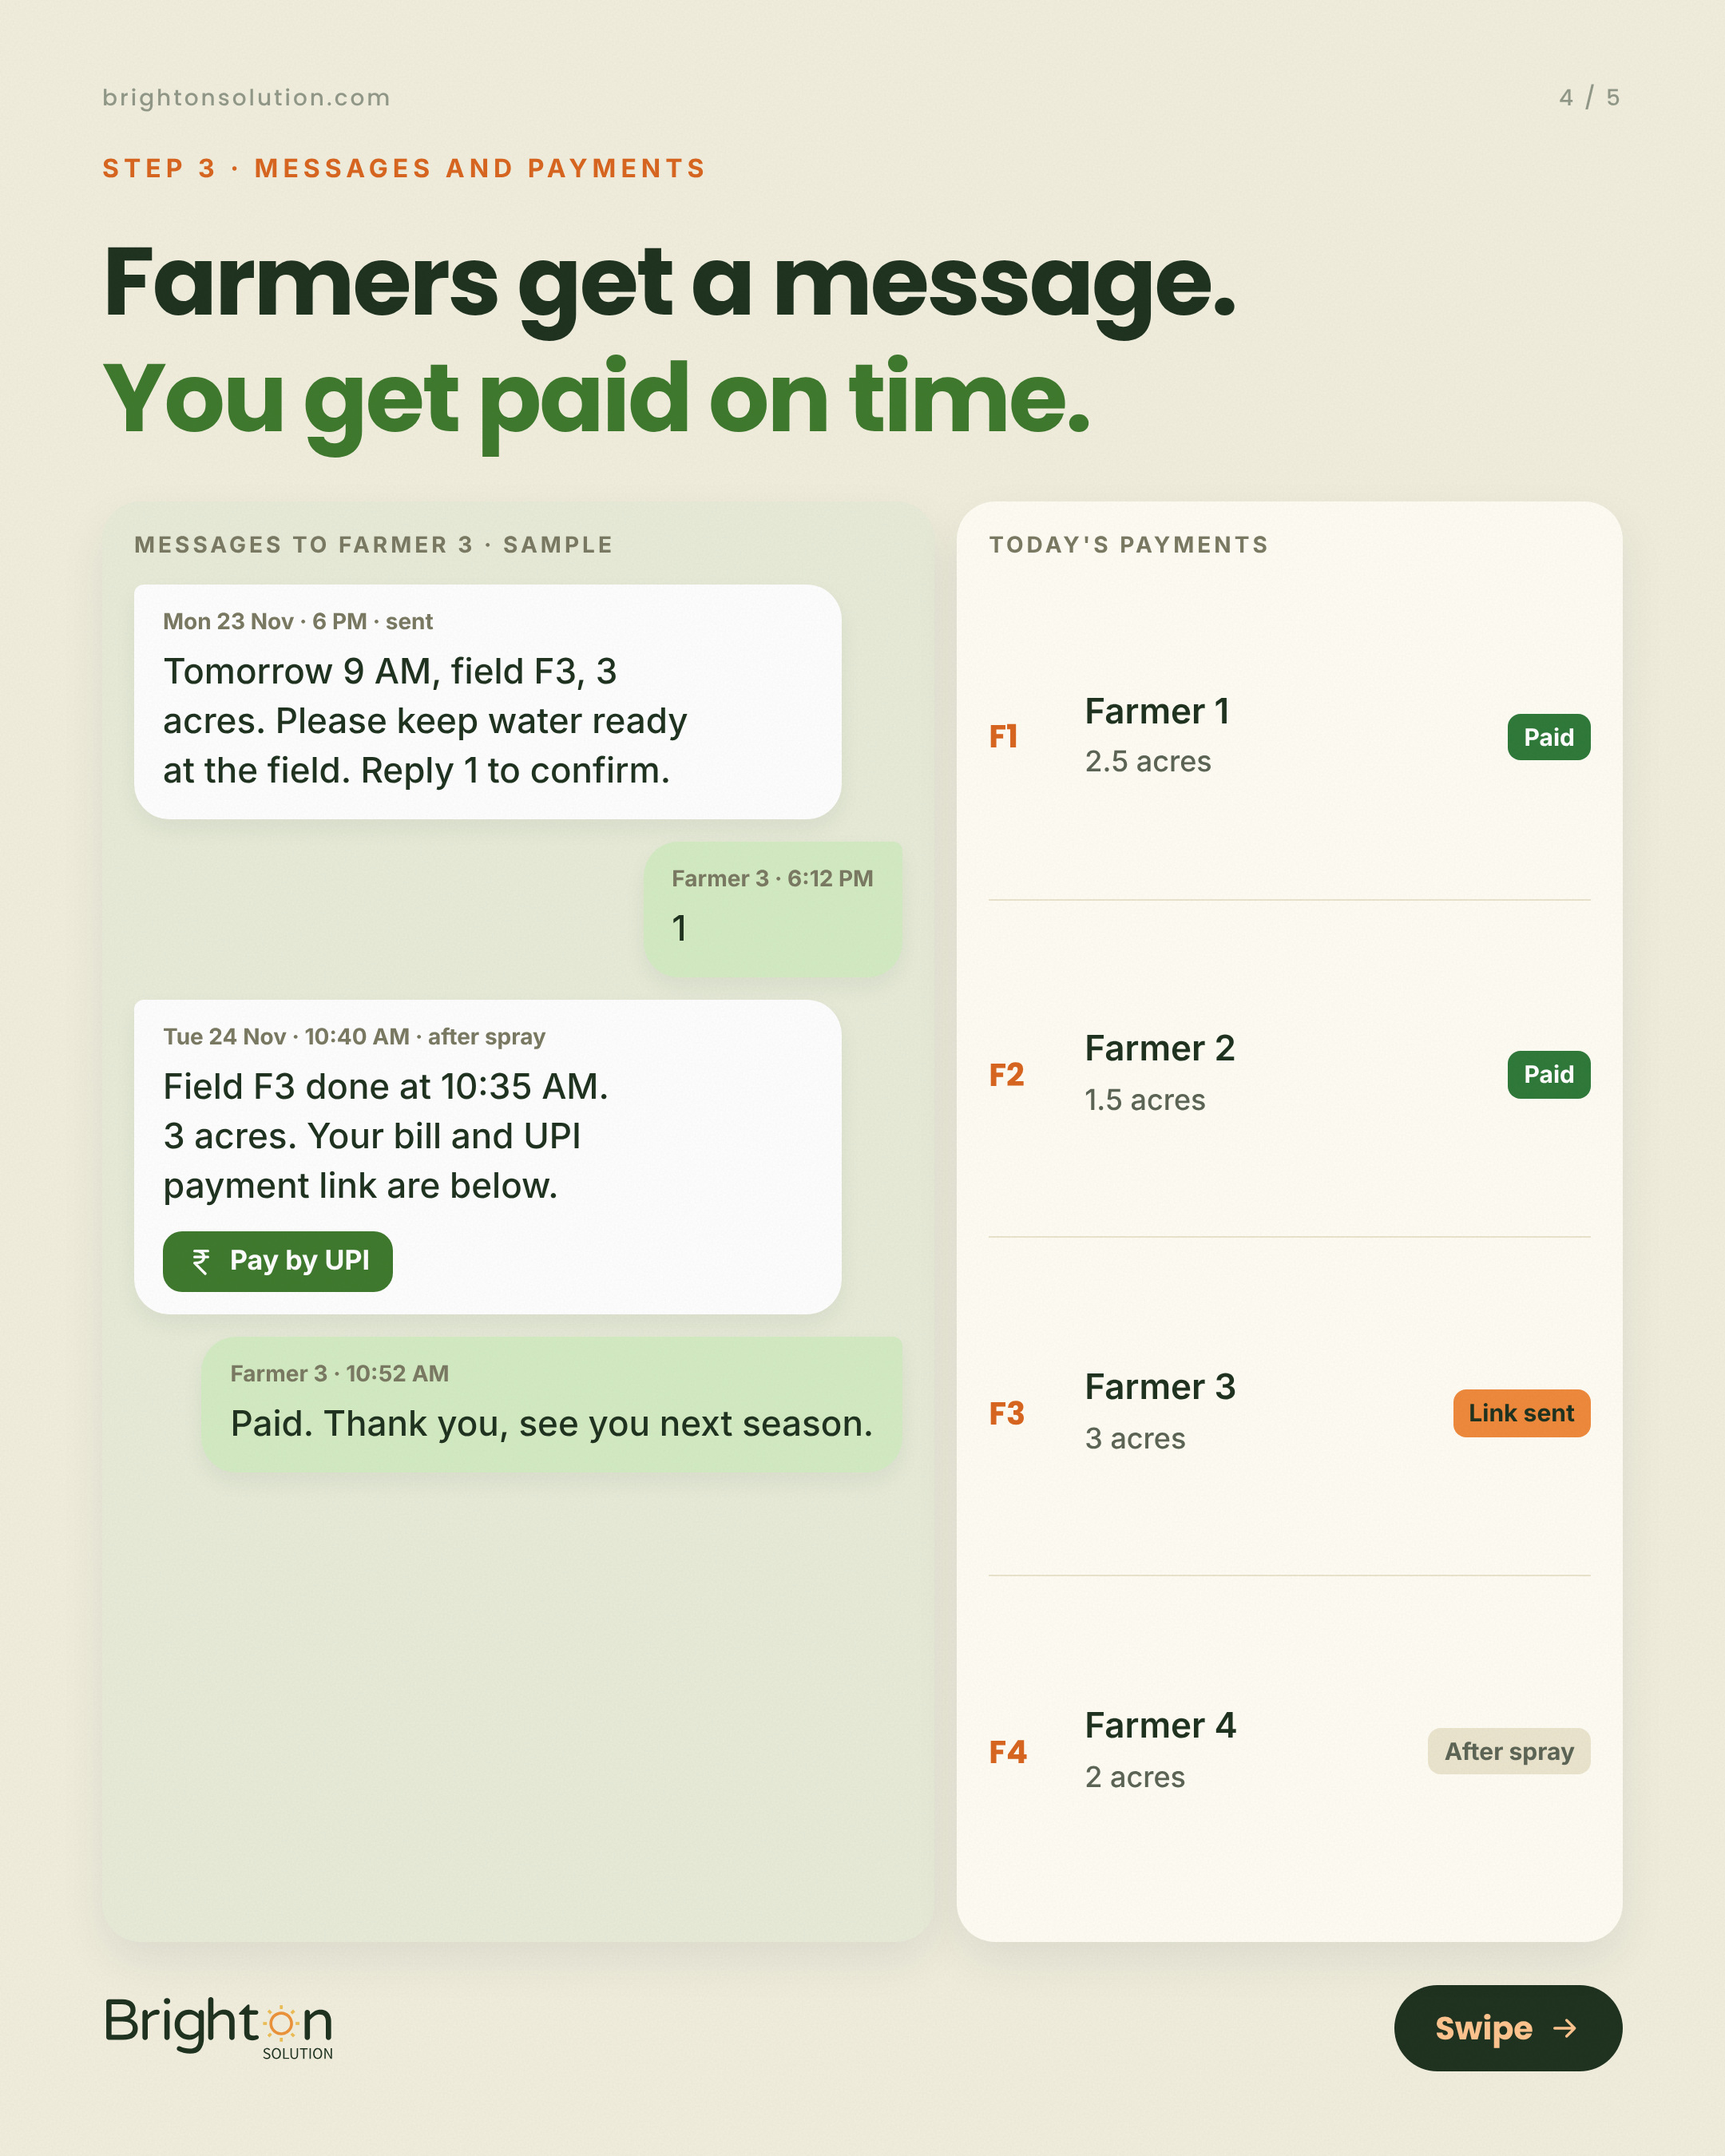 brightonsolution.com
4 / 5
STEP 3 · MESSAGES AND PAYMENTS
Farmers get a message.
You get paid on time.
MESSAGES TO FARMER 3 · SAMPLE
Mon 23 Nov · 6 PM · sent
Tomorrow 9 AM, field F3, 3
acres. Please keep water ready
at the field. Reply 1 to confirm.
Farmer 3 · 6:12 PM
1
Tue 24 Nov · 10:40 AM · after spray
Field F3 done at 10:35 AM.
3 acres. Your bill and UPI
payment link are below.
₹ Pay by UPI
Farmer 3 · 10:52 AM
Paid. Thank you, see you next season.
TODAY'S PAYMENTS
F1
Farmer 1
2.5 acres
Paid
F2
Farmer 2
1.5 acres
Paid
F3
Farmer 3
3 acres
Link sent
F4
Farmer 4
2 acres
After spray
Brighton
SOLUTION
Swipe →